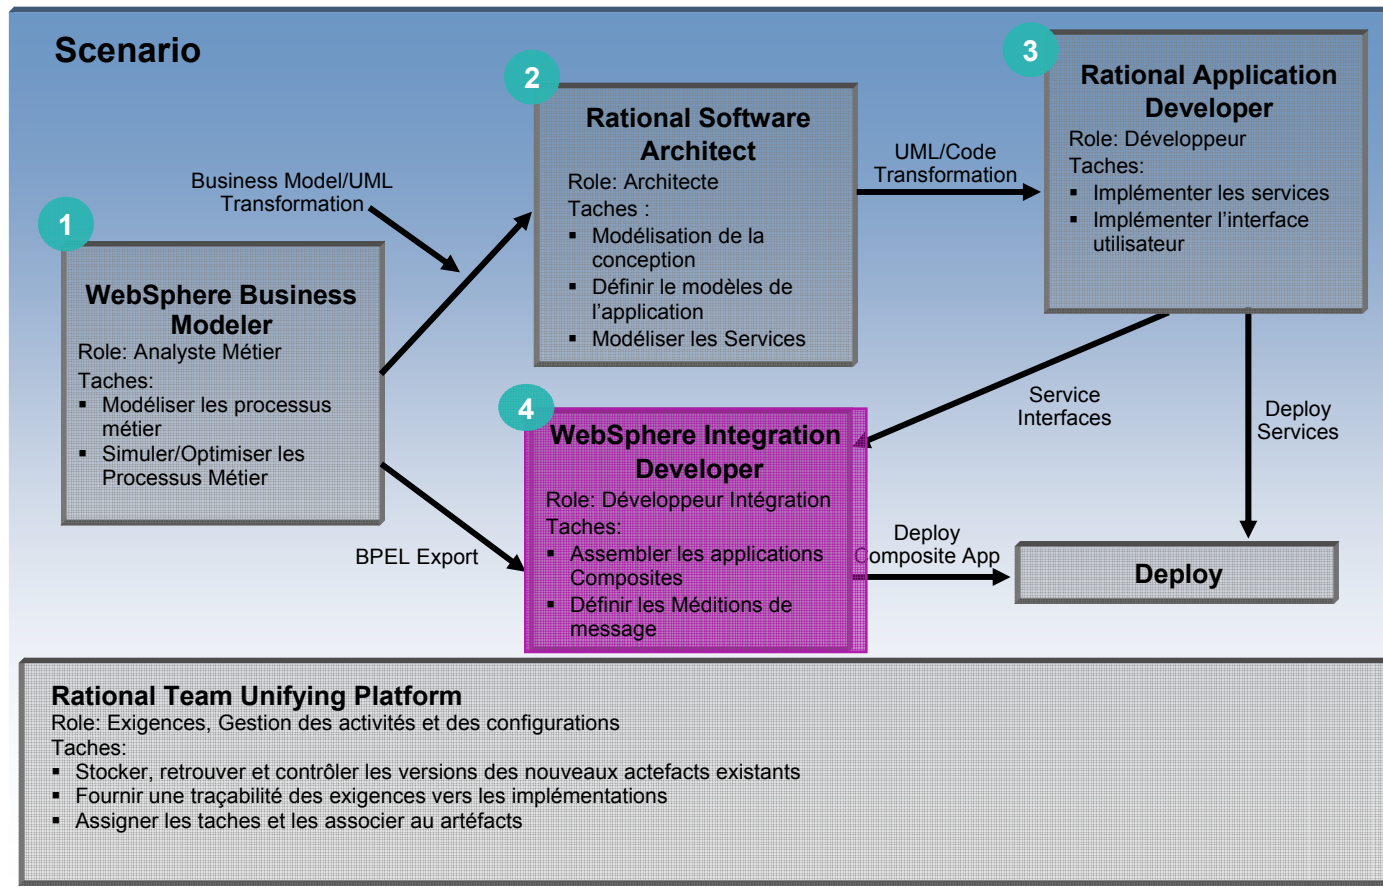 Scenario
1
WebSphere Business
Modeler
Role: Analyste Métier
Taches:
▪ Modéliser les processus
métier
▪ Simuler/Optimiser les
Processus Métier
Business Model/UML
Transformation
BPEL Export
2
Rational Software
Architect
Role: Architecte
Taches :
▪ Modélisation de la
conception
▪ Définir le modèles de
l’application
▪ Modéliser les Services
UML/Code
Transformation
3
Rational Application
Developer
Role: Développeur
Taches:
▪ Implémenter les services
▪ Implémenter l’interface
utilisateur
Service
Interfaces
Deploy
Services
4
WebSphere Integration
Developer
Role: Développeur Intégration
Taches:
▪ Assembler les applications
Composites
▪ Définir les Méditions de
message
Deploy
Composite App
Deploy
Rational Team Unifying Platform
Role: Exigences, Gestion des activités et des configurations
Taches:
▪ Stocker, retrouver et contrôler les versions des nouveaux actefacts existants
▪ Fournir une traçabilité des exigences vers les implémentations
▪ Assigner les taches et les associer au artéfacts